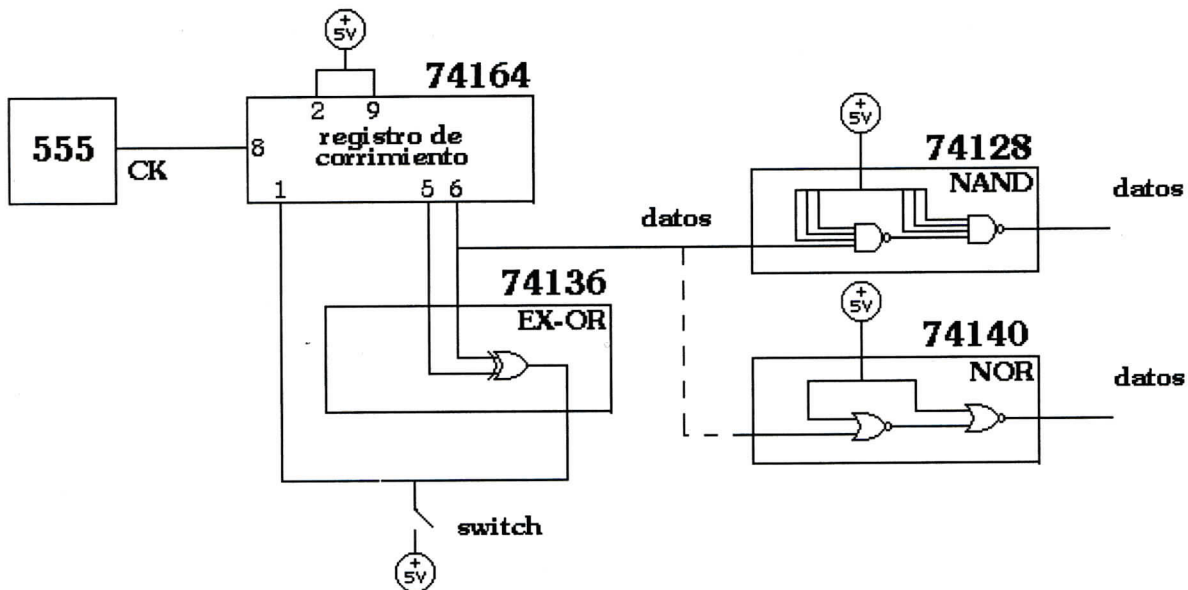 +
5V
74164
2 9
555
registro de
corrimiento
8
CK
1 5 6
datos
74136
EX-OR
switch
+
5V
+
5V
74128
NAND
datos
+
5V
74140
NOR
datos